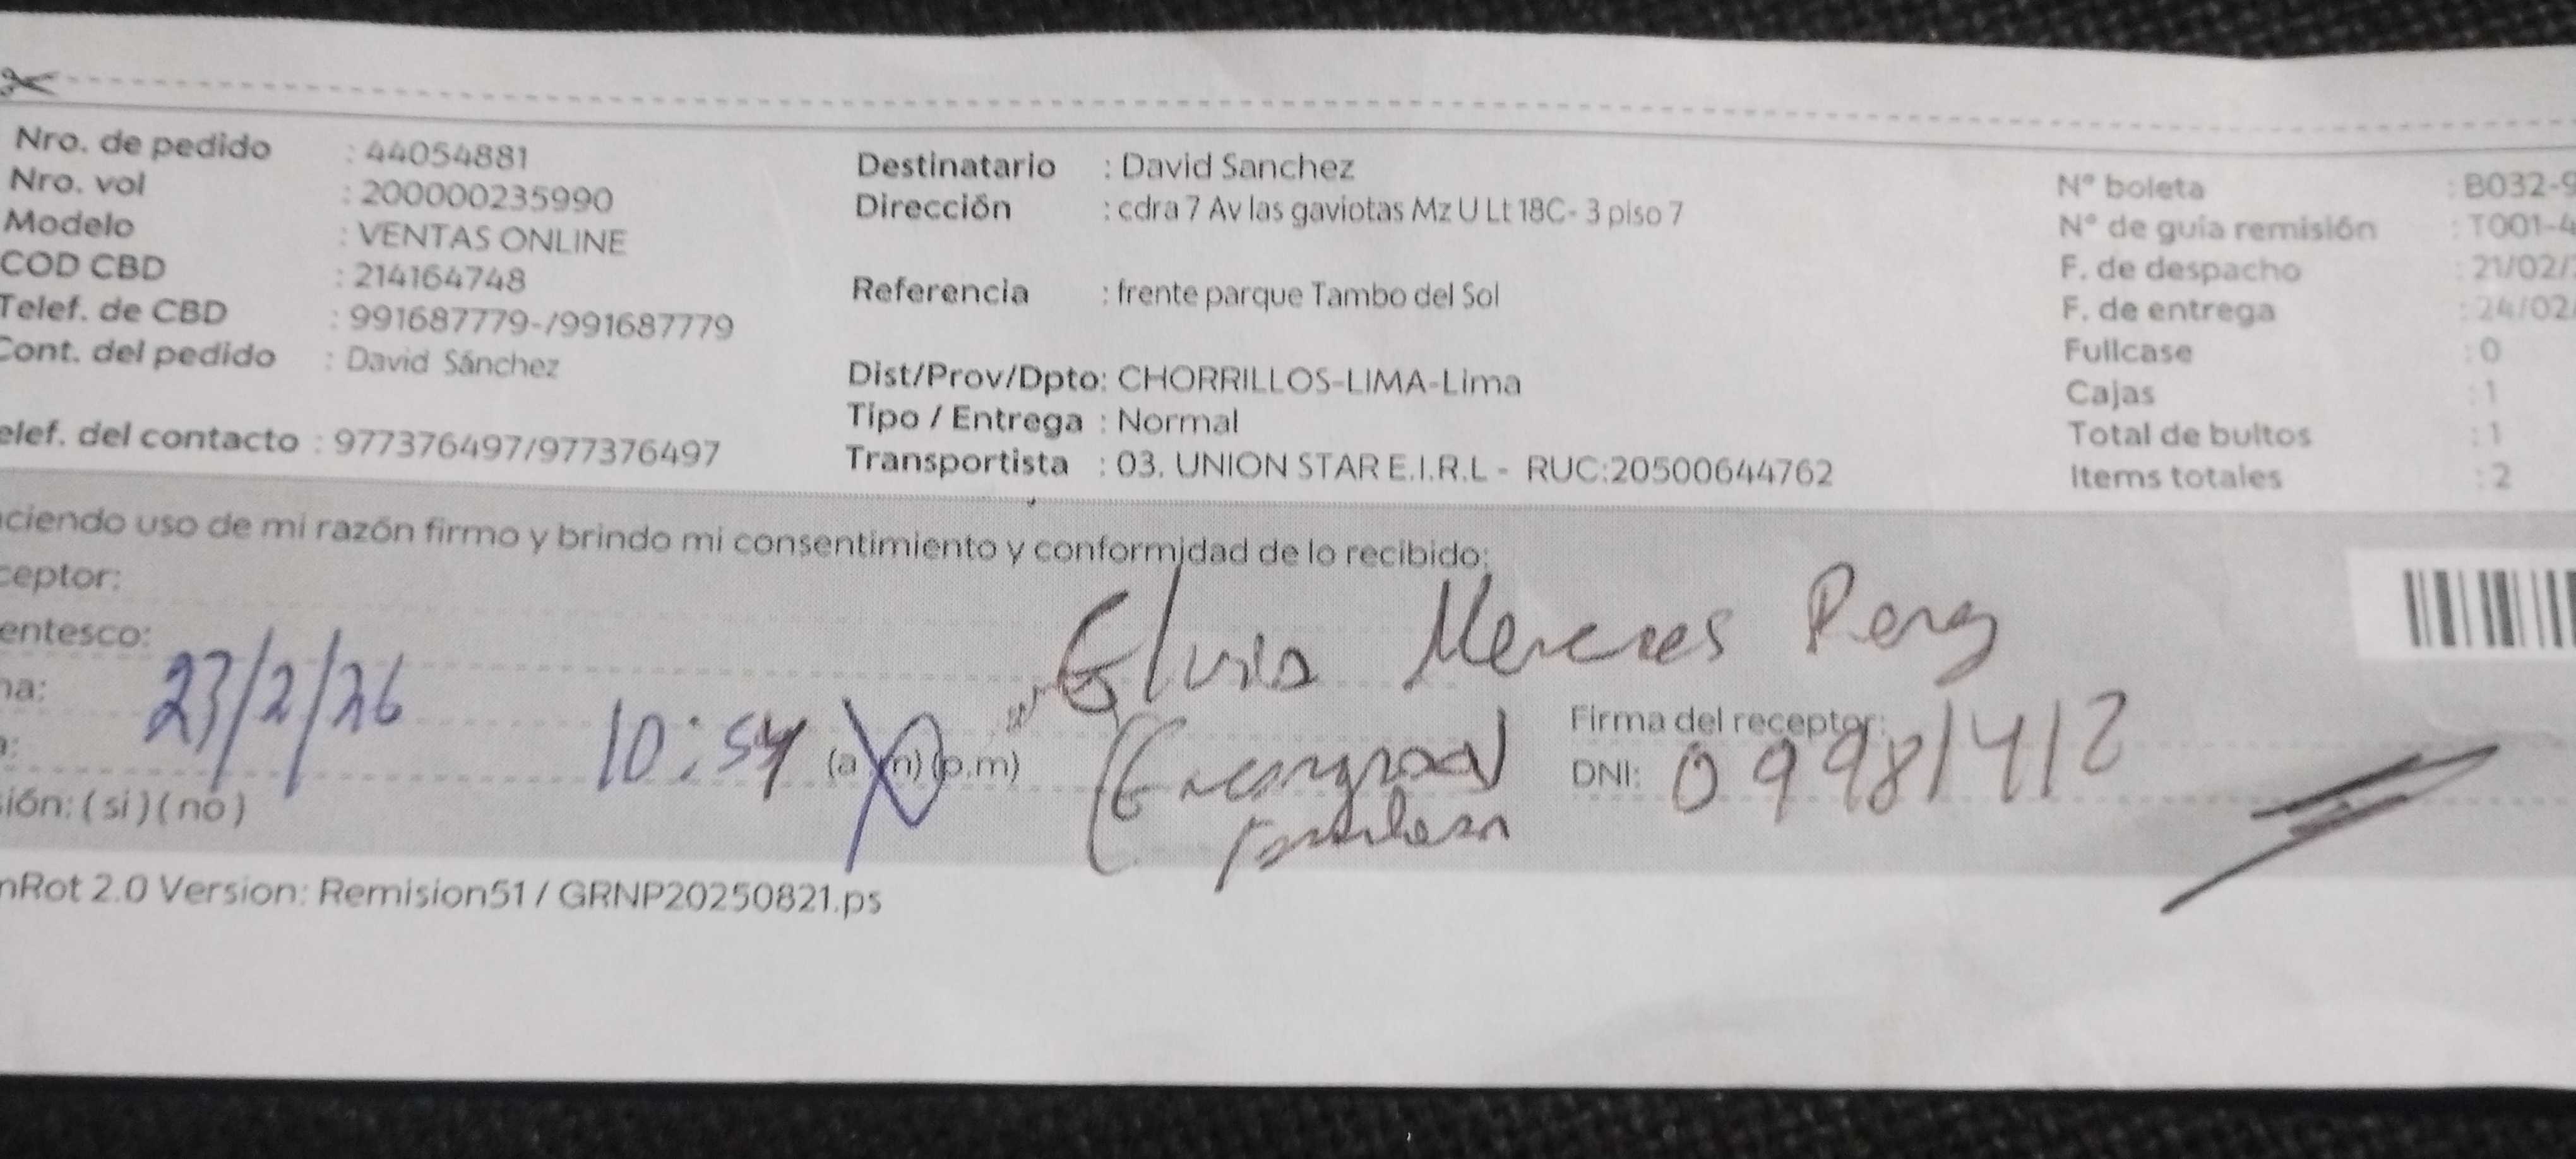 Nro. de pedido : 44054881
Nro. vol : 200000235990
Modelo : VENTAS ONLINE
COD CBD : 214164748
Telef. de CBD : 991687779-/991687779
Cont. del pedido : David Sánchez
elef. del contacto : 977376497/977376497
Destinatario : David Sanchez
Dirección : cdra 7 Av las gaviotas Mz U Lt 18C- 3 piso 7
Referencia : frente parque Tambo del Sol
Dist/Prov/Dpto: CHORRILLOS-LIMA-Lima
Tipo / Entrega : Normal
Transportista : 03. UNION STAR E.I.R.L - RUC:20500644762
N° boleta : B032-9
N° de guía remisión : T001-4
F. de despacho : 21/02/
F. de entrega : 24/02/
Fullcase : 0
Cajas : 1
Total de bultos : 1
Items totales : 2
ciendo uso de mi razón firmo y brindo mi consentimiento y conformidad de lo recibido:
ceptor:
entesco:
Elvis Meneses
na: 23/2/26
10:54 (a m) (p.m)
Firma del receptor:
DNI: 09981412
ión: ( si ) ( no )
nRot 2.0 Version: Remision51 / GRNP20250821.ps